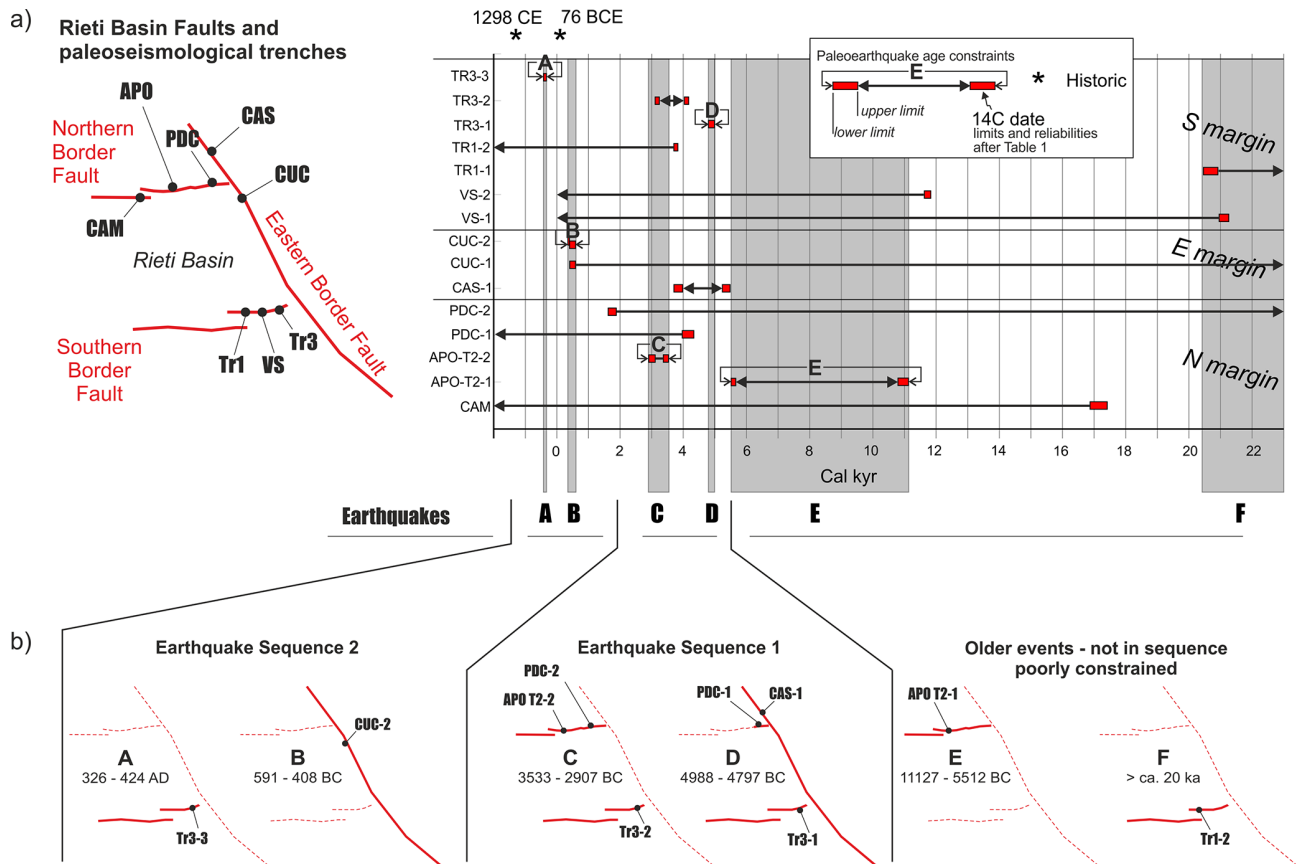 a)
Rieti Basin Faults and
paleoseismological trenches
APO
CAS
Northern
Border
Fault
PDC
CUC
CAM
Rieti Basin
Eastern Border Fault
Southern
Border
Fault
Tr1
VS
Tr3
1298 CE
76 BCE
*
*
TR3-3
TR3-2
TR3-1
TR1-2
TR1-1
VS-2
VS-1
CUC-2
CUC-1
CAS-1
PDC-2
PDC-1
APO-T2-2
APO-T2-1
CAM
A
D
B
C
E
Paleoearthquake age constraints
E
* Historic
upper limit
lower limit
14C date
limits and reliabilities
after Table 1
S margin
E margin
N margin
0 2 4 6 8 10 12 14 16 18 20 22
Cal kyr
Earthquakes
A B C D E F
b)
Earthquake Sequence 2
A
326 - 424 AD
Tr3-3
B
591 - 408 BC
CUC-2
Earthquake Sequence 1
PDC-2
APO T2-2
C
3533 - 2907 BC
Tr3-2
PDC-1
CAS-1
D
4988 - 4797 BC
Tr3-1
Older events - not in sequence
poorly constrained
APO T2-1
E
11127 - 5512 BC
F
> ca. 20 ka
Tr1-2